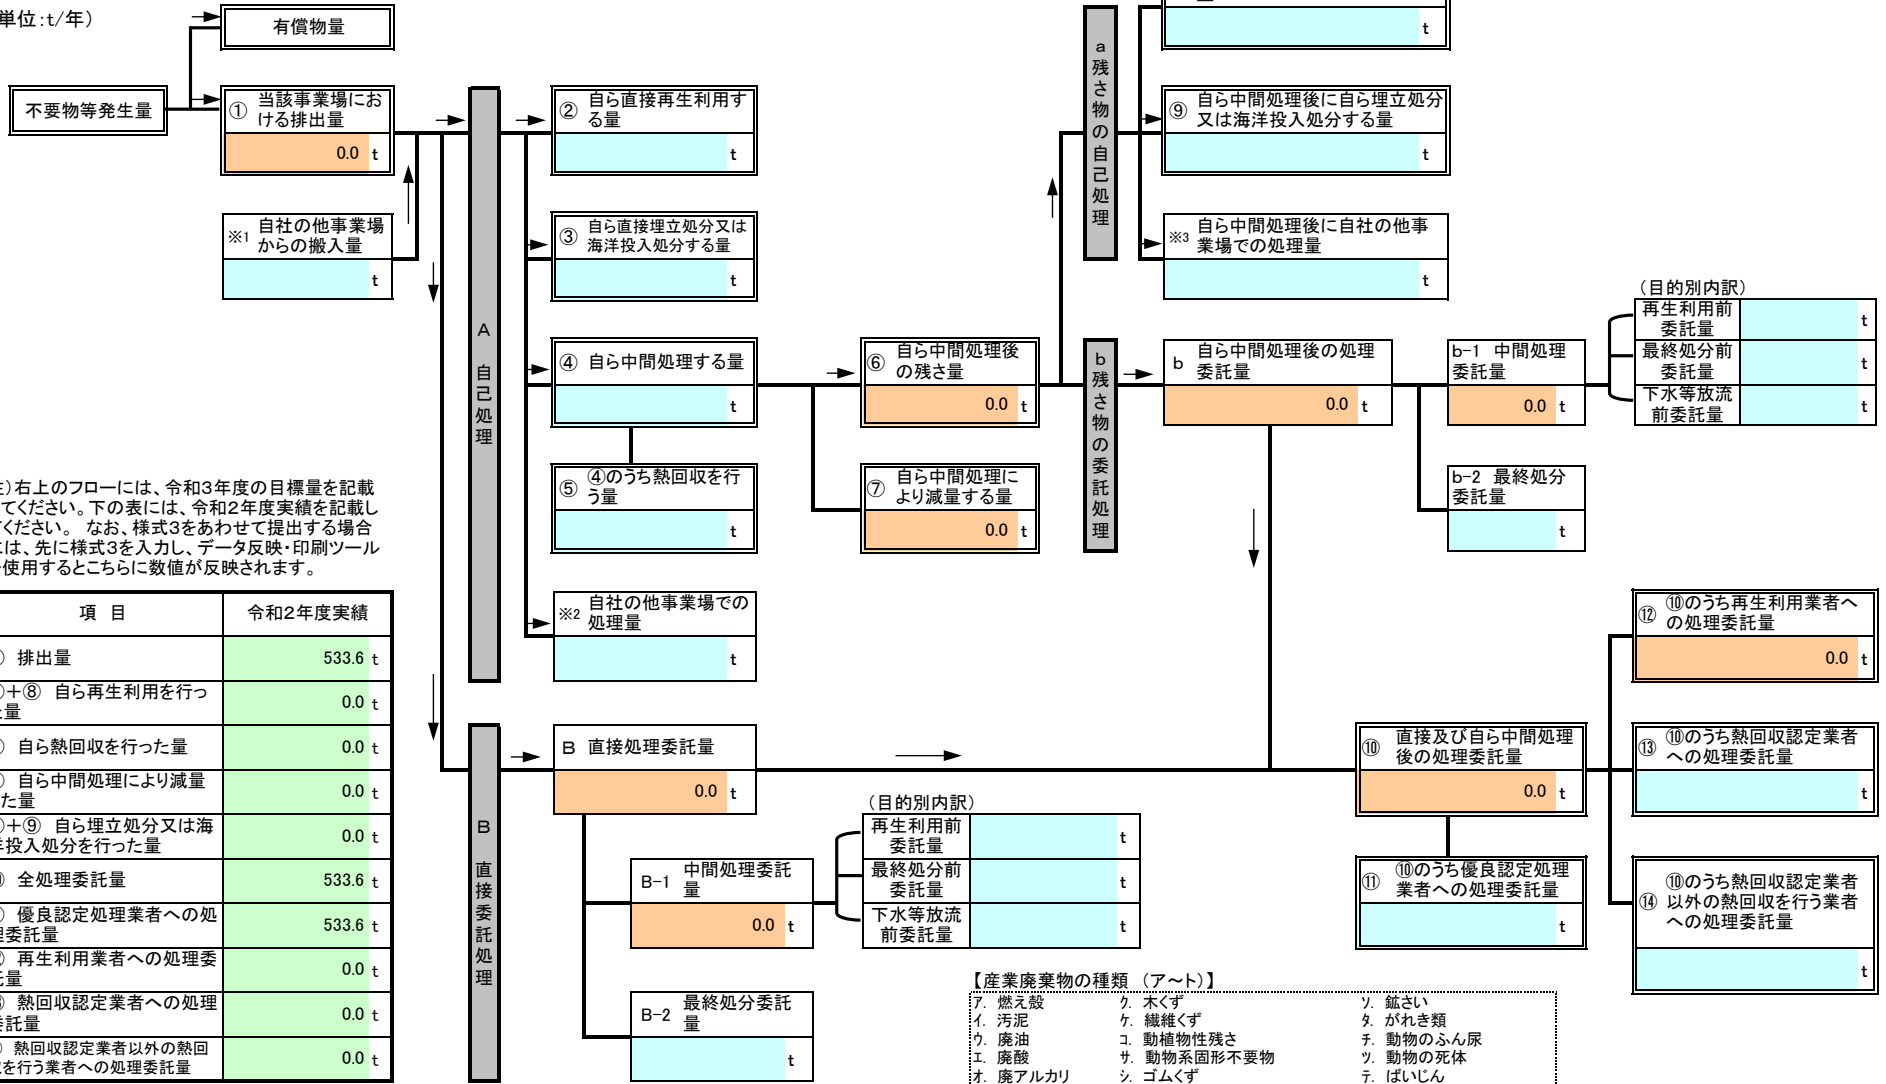 単位:t/年)
有償物量
不要物等発生量
① 当該事業場にお
ける排出量
0.0 t
※1 自社の他事業場
からの搬入量
t
A 自己処理
② 自ら直接再生利用す
る量
t
③ 自ら直接埋立処分又は
海洋投入処分する量
t
④ 自ら中間処理する量
t
⑤ ④のうち熱回収を行
う量
t
※2 自社の他事業場での
処理量
t
⑥ 自ら中間処理後
の残さ量
0.0 t
⑦ 自ら中間処理に
より減量する量
0.0 t
a 残さ物の自己処理
t
⑨ 自ら中間処理後に自ら埋立処分
又は海洋投入処分する量
t
※3 自ら中間処理後に自社の他事
業場での処理量
t
b 残さ物の委託処理
b 自ら中間処理後の処理
委託量
0.0 t
b-1 中間処理
委託量
0.0 t
b-2 最終処分
委託量
t
(目的別内訳)
再生利用前
委託量
t
最終処分前
委託量
t
下水等放流
前委託量
t
)右上のフローには、令和3年度の目標量を記載
てください。下の表には、令和2年度実績を記載し
ください。 なお、様式3をあわせて提出する場合
は、先に様式3を入力し、データ反映・印刷ツール
使用するとこちらに数値が反映されます。
項 目 令和2年度実績
) 排出量 533.6 t
)+⑧ 自ら再生利用を行っ
量 0.0 t
) 自ら熱回収を行った量 0.0 t
) 自ら中間処理により減量
た量 0.0 t
)+⑨ 自ら埋立処分又は海
投入処分を行った量 0.0 t
) 全処理委託量 533.6 t
) 優良認定処理業者への処
委託量 533.6 t
) 再生利用業者への処理委
量 0.0 t
) 熱回収認定業者への処理
託量 0.0 t
) 熱回収認定業者以外の熱回
を行う業者への処理委託量 0.0 t
B 直接委託処理
B 直接処理委託量
0.0 t
B-1 中間処理委託
量
0.0 t
B-2 最終処分委託
量
t
(目的別内訳)
再生利用前
委託量
t
最終処分前
委託量
t
下水等放流
前委託量
t
⑩ 直接及び自ら中間処理
後の処理委託量
0.0 t
⑪ ⑩のうち優良認定処理
業者への処理委託量
t
⑫ ⑩のうち再生利用業者へ
の処理委託量
0.0 t
⑬ ⑩のうち熱回収認定業者
への処理委託量
t
⑭ ⑩のうち熱回収認定業者
以外の熱回収を行う業者
への処理委託量
t
【産業廃棄物の種類 (ア~ト)】
ア. 燃え殻 ク. 木くず ソ. 鉱さい
イ. 汚泥 ケ. 繊維くず タ. がれき類
ウ. 廃油 コ. 動植物性残さ チ. 動物のふん尿
エ. 廃酸 サ. 動物系固形不要物 ツ. 動物の死体
オ. 廃アルカリ シ. ゴムくず テ. ばいじん